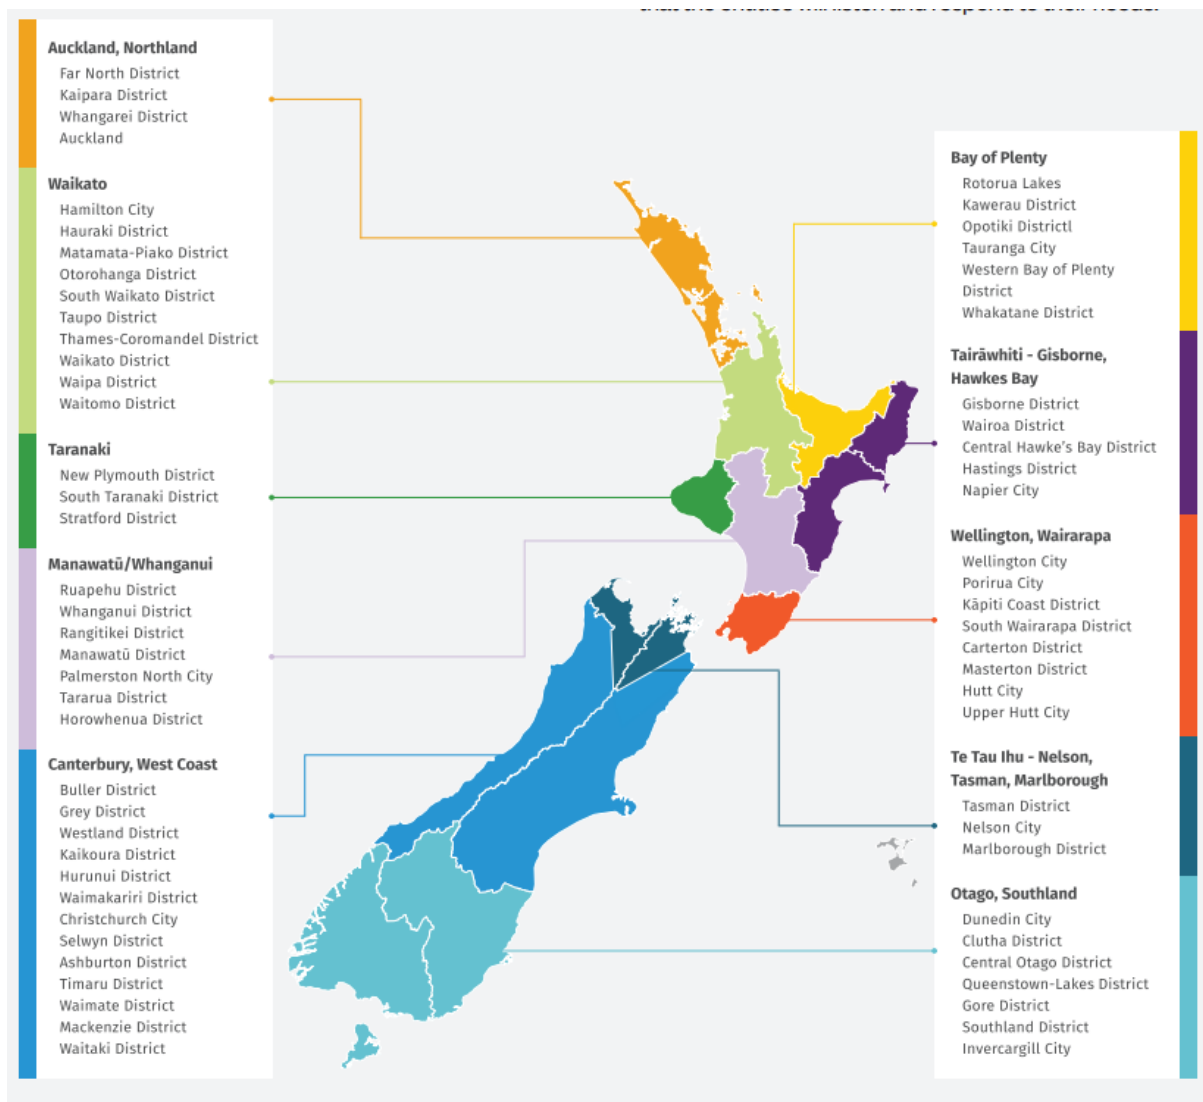 Auckland, Northland
Far North District
Kaipara District
Whangarei District
Auckland
Waikato
Hamilton City
Hauraki District
Matamata-Piako District
Otorohanga District
South Waikato District
Taupo District
Thames-Coromandel District
Waikato District
Waipa District
Waitomo District
Taranaki
New Plymouth District
South Taranaki District
Stratford District
Manawatū/Whanganui
Ruapehu District
Whanganui District
Rangitikei District
Manawatū District
Palmerston North City
Tararua District
Horowhenua District
Canterbury, West Coast
Buller District
Grey District
Westland District
Kaikoura District
Hurunui District
Waimakariri District
Christchurch City
Selwyn District
Ashburton District
Timaru District
Waimate District
Mackenzie District
Waitaki District
Bay of Plenty
Rotorua Lakes
Kawerau District
Opotiki Districtl
Tauranga City
Western Bay of Plenty
District
Whakatane District
Tairāwhiti - Gisborne,
Hawkes Bay
Gisborne District
Wairoa District
Central Hawke's Bay District
Hastings District
Napier City
Wellington, Wairarapa
Wellington City
Porirua City
Kāpiti Coast District
South Wairarapa District
Carterton District
Masterton District
Hutt City
Upper Hutt City
Te Tau Ihu - Nelson,
Tasman, Marlborough
Tasman District
Nelson City
Marlborough District
Otago, Southland
Dunedin City
Clutha District
Central Otago District
Queenstown-Lakes District
Gore District
Southland District
Invercargill City